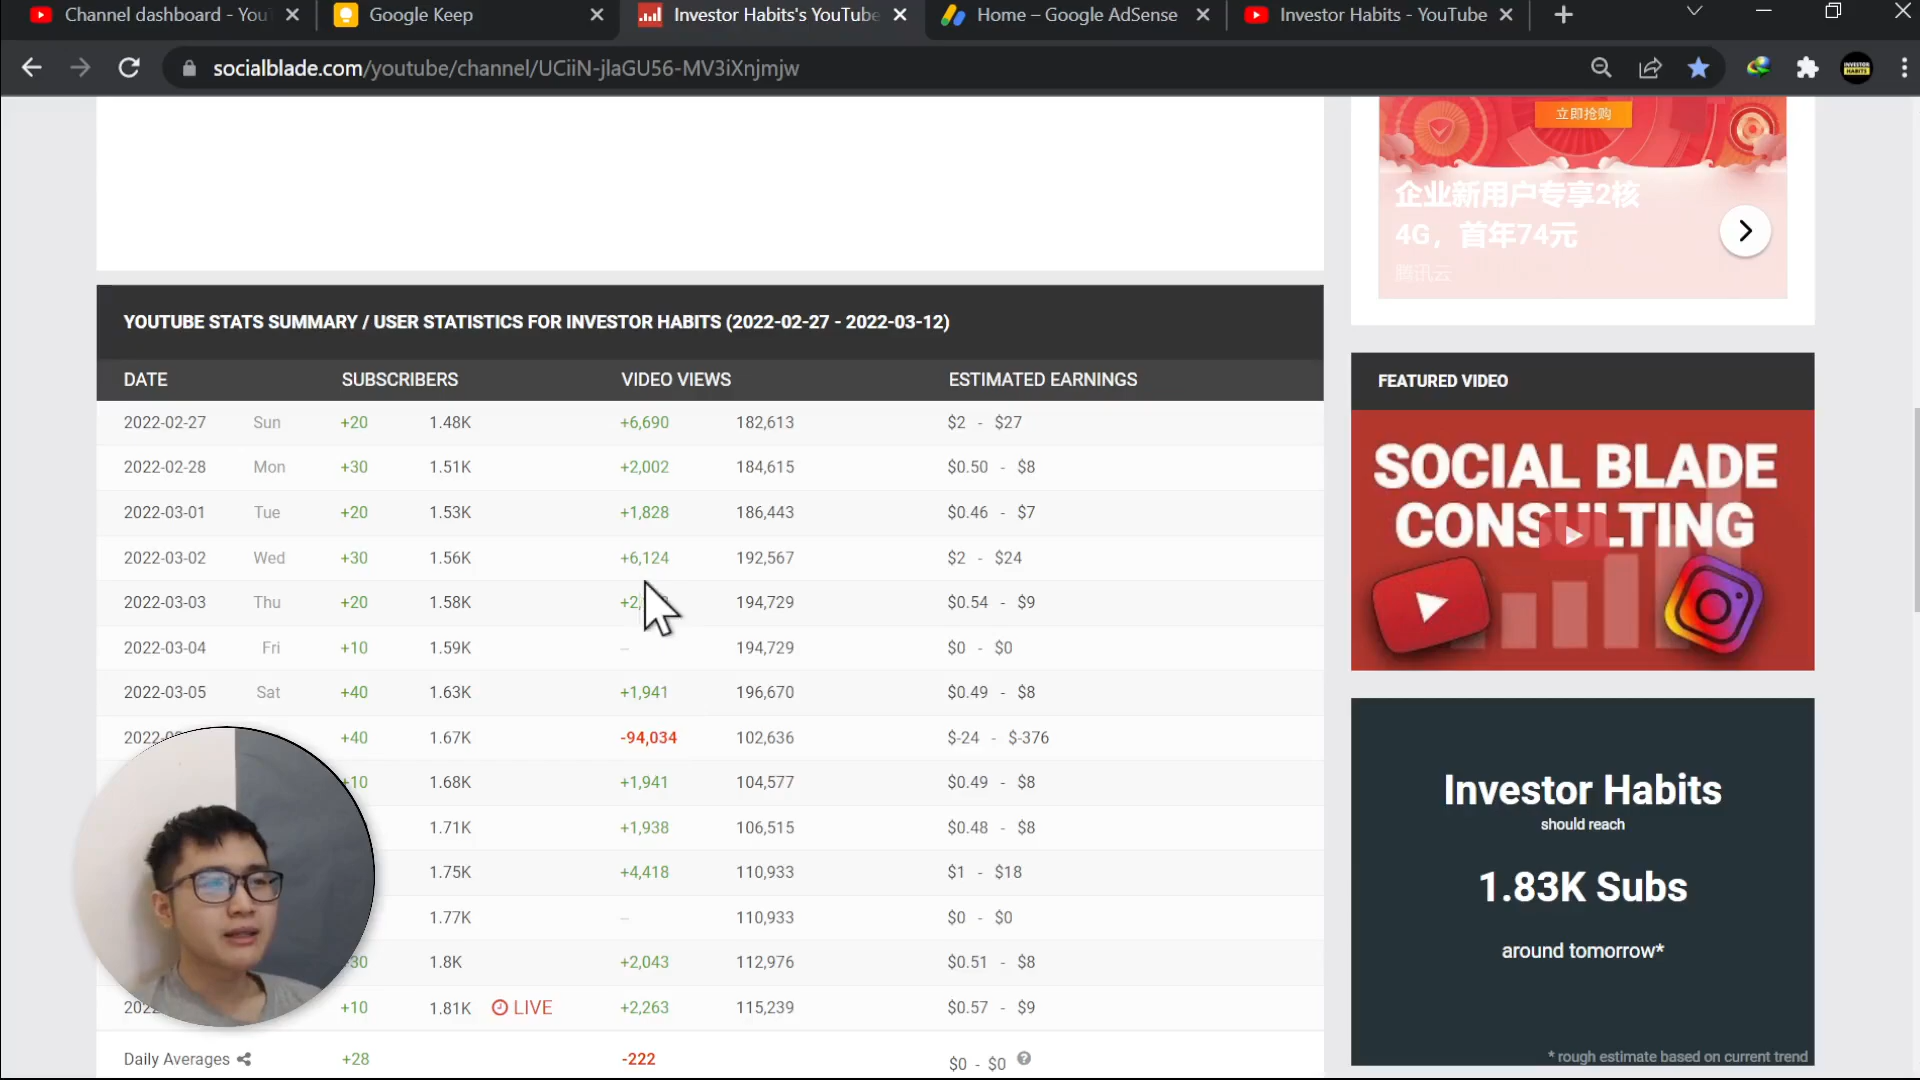 Channel dashboard - You
Google Keep
Investor Habits's YouTube
Home – Google AdSense
Investor Habits - YouTube
socialblade.com/youtube/channel/UCiiN-jlaGU56-MV3iXnjmjw
INVESTOR HABITS
立即抢购
企业新用户专享2核
4G，首年74元
腾讯云
YOUTUBE STATS SUMMARY / USER STATISTICS FOR INVESTOR HABITS (2022-02-27 - 2022-03-12)
DATE SUBSCRIBERS VIDEO VIEWS ESTIMATED EARNINGS
2022-02-27 Sun +20 1.48K +6,690 182,613 $2 - $27
2022-02-28 Mon +30 1.51K +2,002 184,615 $0.50 - $8
2022-03-01 Tue +20 1.53K +1,828 186,443 $0.46 - $7
2022-03-02 Wed +30 1.56K +6,124 192,567 $2 - $24
2022-03-03 Thu +20 1.58K 194,729 $0.54 - $9
2022-03-04 Fri +10 1.59K -- 194,729 $0 - $0
2022-03-05 Sat +40 1.63K +1,941 196,670 $0.49 - $8
+40 1.67K -94,034 102,636 $-24 - $-376
1.68K +1,941 104,577 $0.49 - $8
1.71K +1,938 106,515 $0.48 - $8
1.75K +4,418 110,933 $1 - $18
1.77K -- 110,933 $0 - $0
1.8K +2,043 112,976 $0.51 - $8
+10 1.81K LIVE +2,263 115,239 $0.57 - $9
Daily Averages +28 -222 $0 - $0
FEATURED VIDEO
SOCIAL BLADE
CONSULTING
Investor Habits
should reach
1.83K Subs
around tomorrow*
* rough estimate based on current trend